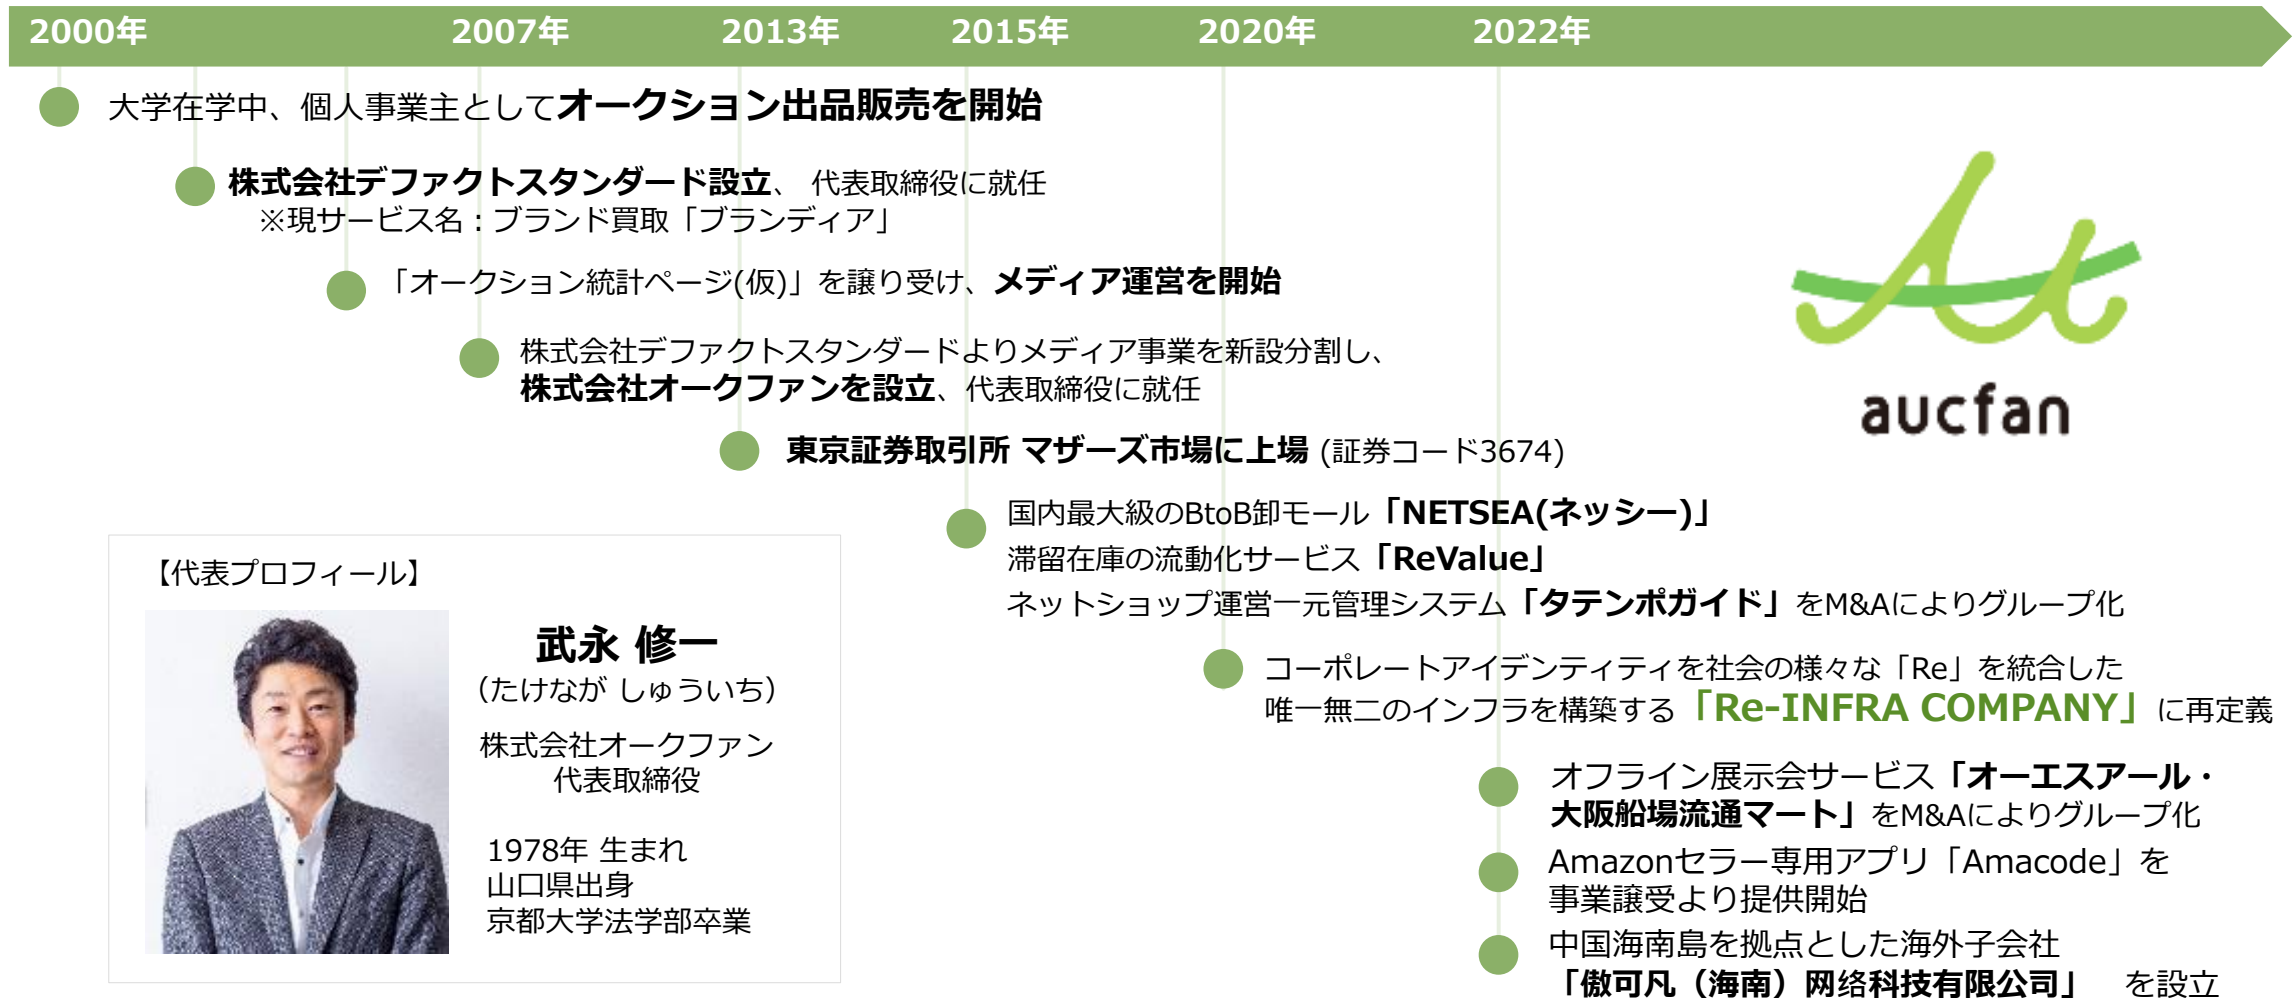 2000年 2007年 2013年 2015年 2020年 2022年
大学在学中、個人事業主としてオークション出品販売を開始
株式会社デファクトスタンダード設立、 代表取締役に就任
※現サービス名：ブランド買取「ブランディア」
「オークション統計ページ(仮)」を譲り受け、メディア運営を開始
株式会社デファクトスタンダードよりメディア事業を新設分割し、
株式会社オークファンを設立、代表取締役に就任
東京証券取引所 マザーズ市場に上場 (証券コード3674)
国内最大級のBtoB卸モール「NETSEA(ネッシー)」
滞留在庫の流動化サービス「ReValue」
ネットショップ運営一元管理システム「タテンポガイド」をM&Aによりグループ化
コーポレートアイデンティティを社会の様々な「Re」を統合した
唯一無二のインフラを構築する「Re-INFRA COMPANY」に再定義
オフライン展示会サービス「オーエスアール・
大阪船場流通マート」をM&Aによりグループ化
Amazonセラー専用アプリ「Amacode」を
事業譲受より提供開始
中国海南島を拠点とした海外子会社
「傲可凡（海南）网络科技有限公司」 を設立
aucfan
【代表プロフィール】
武永 修一
（たけなが しゅういち）
株式会社オークファン
代表取締役
1978年 生まれ
山口県出身
京都大学法学部卒業